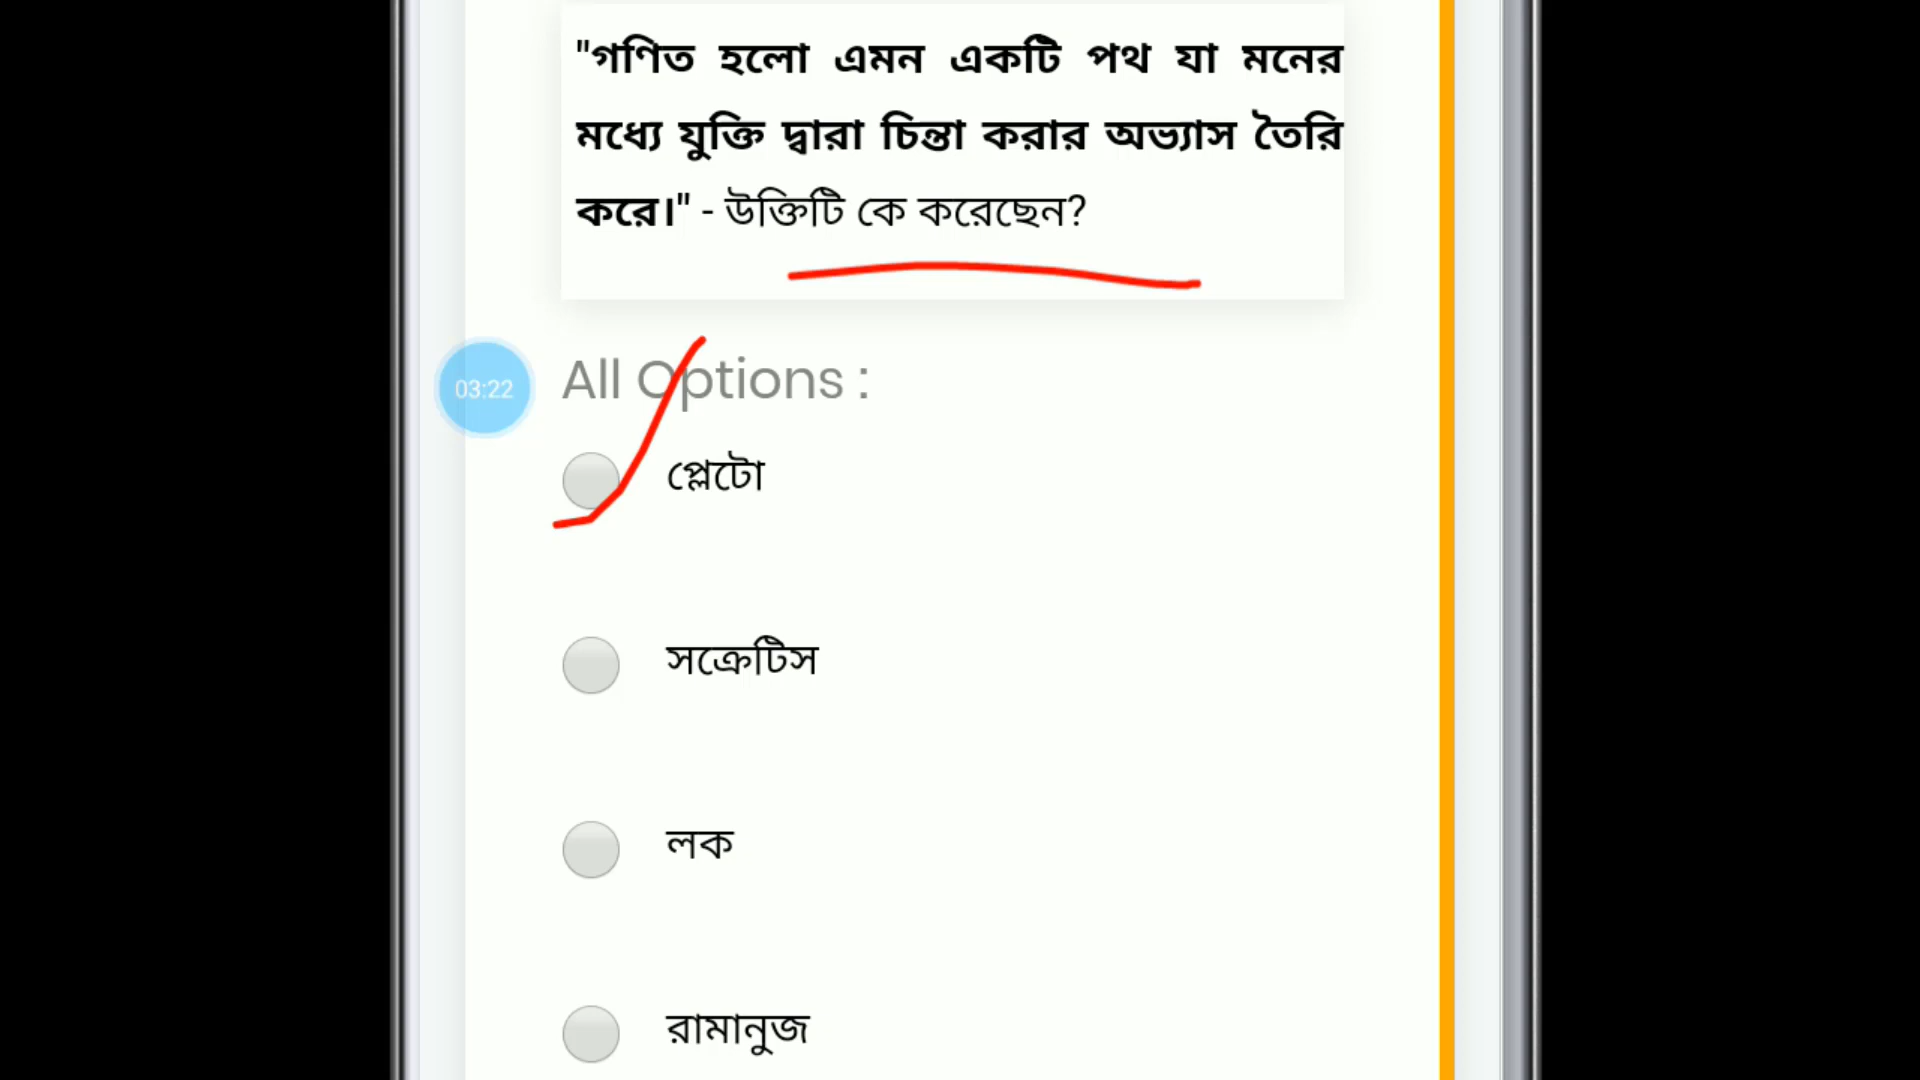 "গণিত হলো এমন একটি পথ যা মনের
মধ্যে যুক্তি দ্বারা চিন্তা করার অভ্যাস তৈরি
করে।" - উক্তিটি কে করেছেন?
All Options :
03:22
প্লেটো
সক্রেটিস
লক
রামানুজ